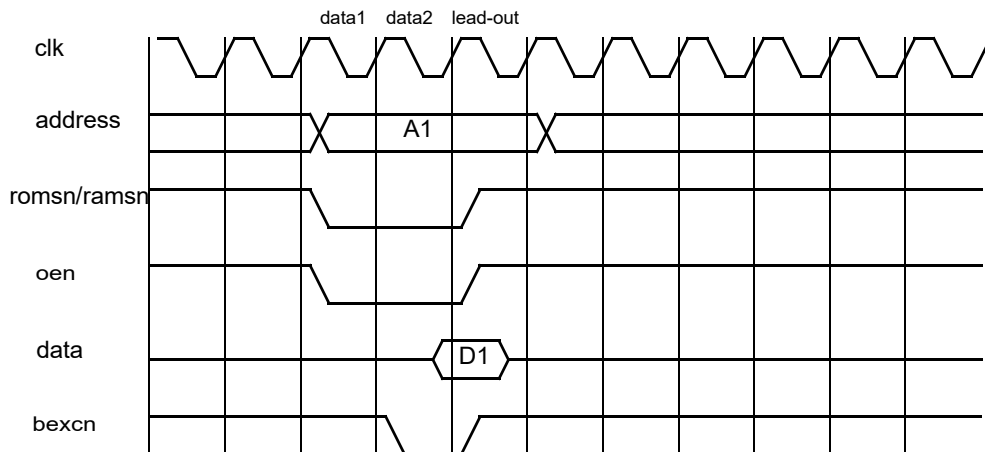 data1 data2 lead-out
clk
address
A1
romsn/ramsn
oen
data
D1
bexcn